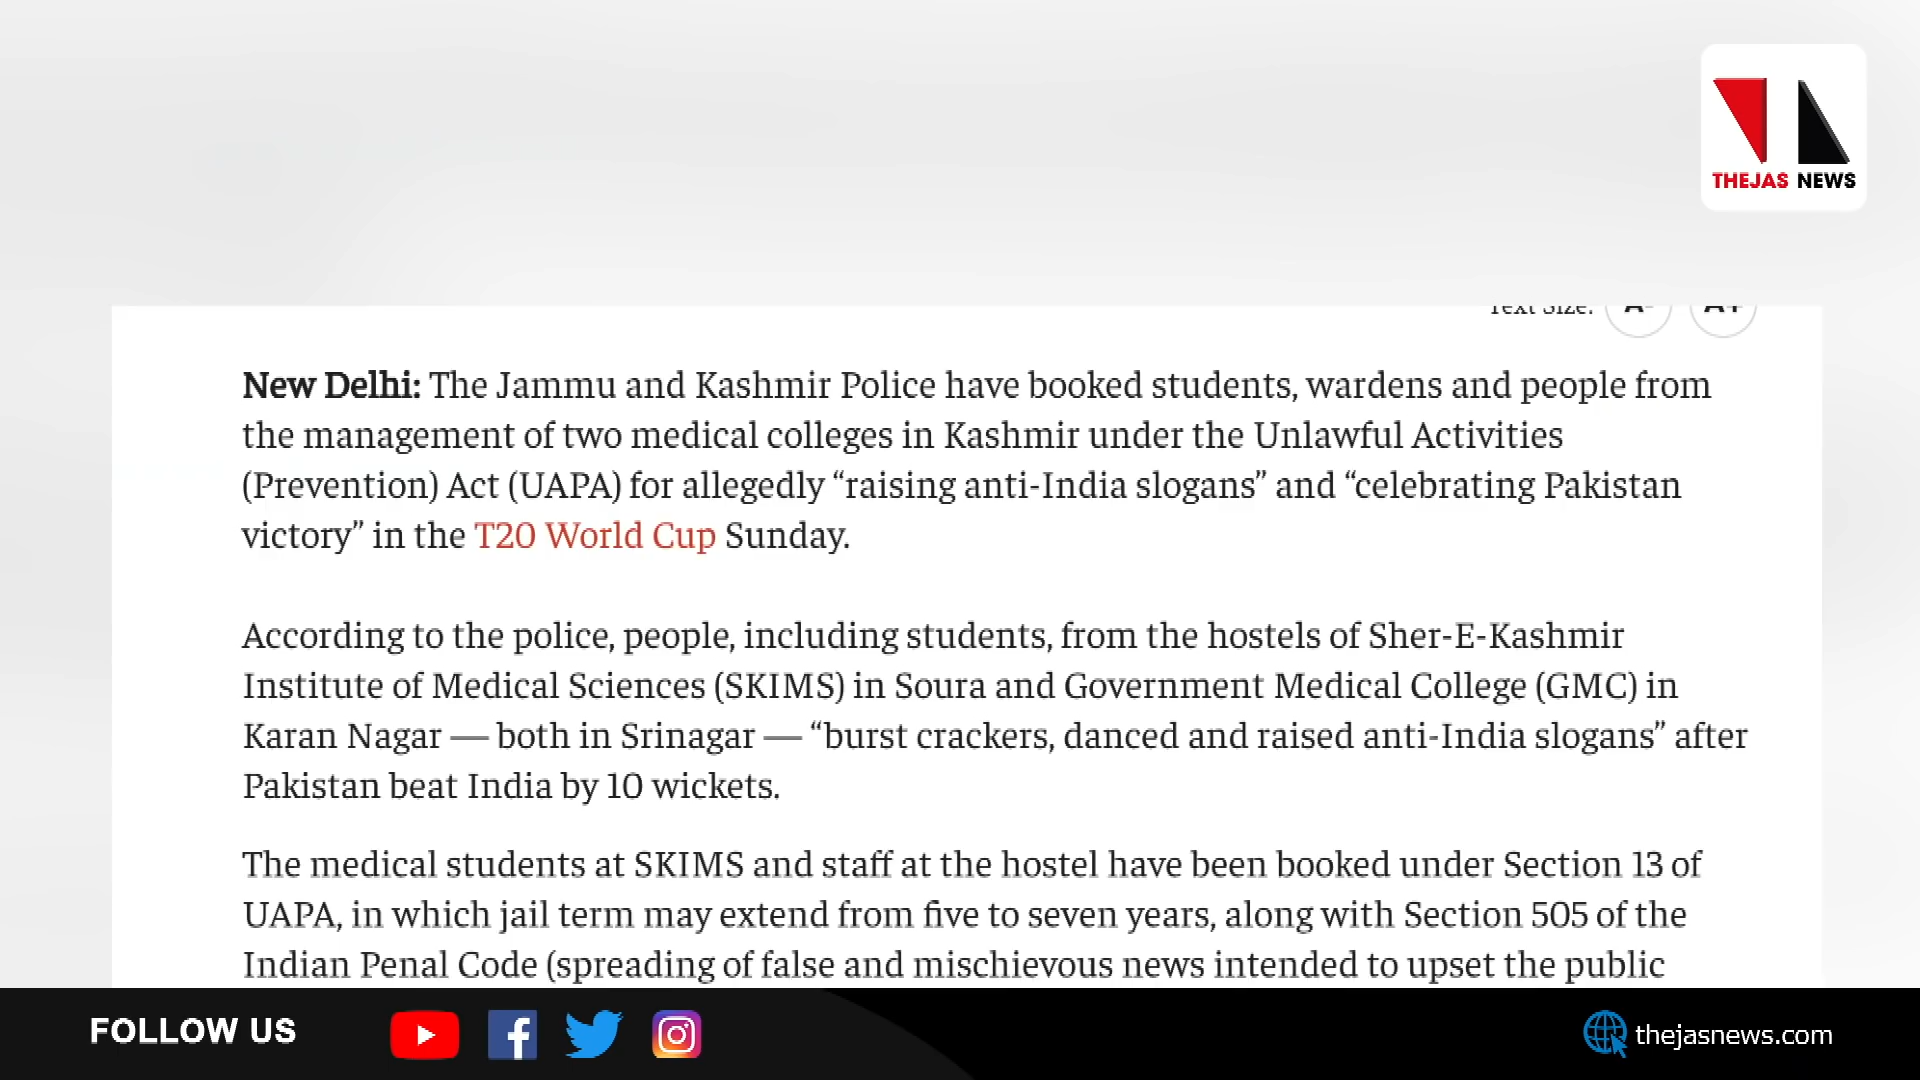 THEJAS NEWS
Text Size: A- A+
New Delhi: The Jammu and Kashmir Police have booked students, wardens and people from
the management of two medical colleges in Kashmir under the Unlawful Activities
(Prevention) Act (UAPA) for allegedly “raising anti-India slogans” and “celebrating Pakistan
victory” in the T20 World Cup Sunday.
According to the police, people, including students, from the hostels of Sher-E-Kashmir
Institute of Medical Sciences (SKIMS) in Soura and Government Medical College (GMC) in
Karan Nagar — both in Srinagar — “burst crackers, danced and raised anti-India slogans” after
Pakistan beat India by 10 wickets.
The medical students at SKIMS and staff at the hostel have been booked under Section 13 of
UAPA, in which jail term may extend from five to seven years, along with Section 505 of the
Indian Penal Code (spreading of false and mischievous news intended to upset the public
FOLLOW US
thejasnews.com